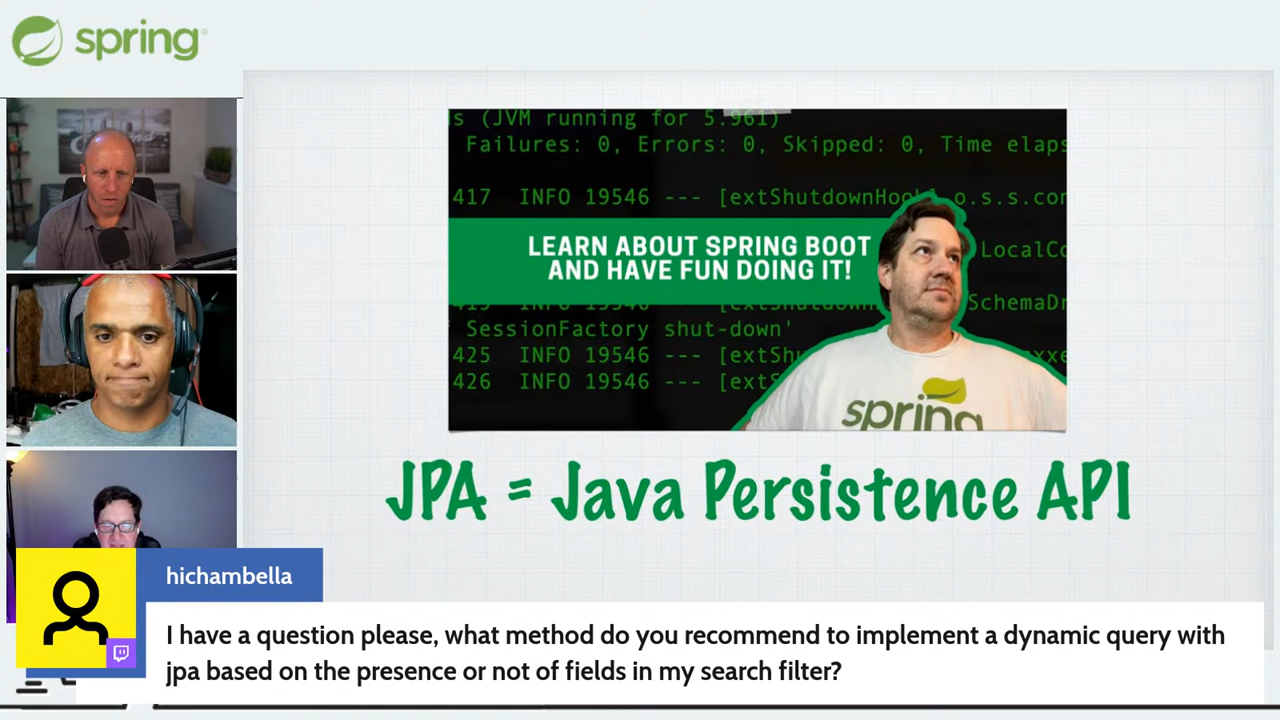 spring
s (JVM running for 5.961)
Failures: 0, Errors: 0, Skipped: 0, Time elaps
417 INFO 19546 --- [extShutdownHook] o.s.s.con
LEARN ABOUT SPRING BOOT
AND HAVE FUN DOING IT!
LocalCo
SchemaDr
SessionFactory shut-down'
425 INFO 19546 --- [extShu
426 INFO 19546 --- [extS
spring
JPA = Java Persistence API
hichambella
I have a question please, what method do you recommend to implement a dynamic query with
jpa based on the presence or not of fields in my search filter?